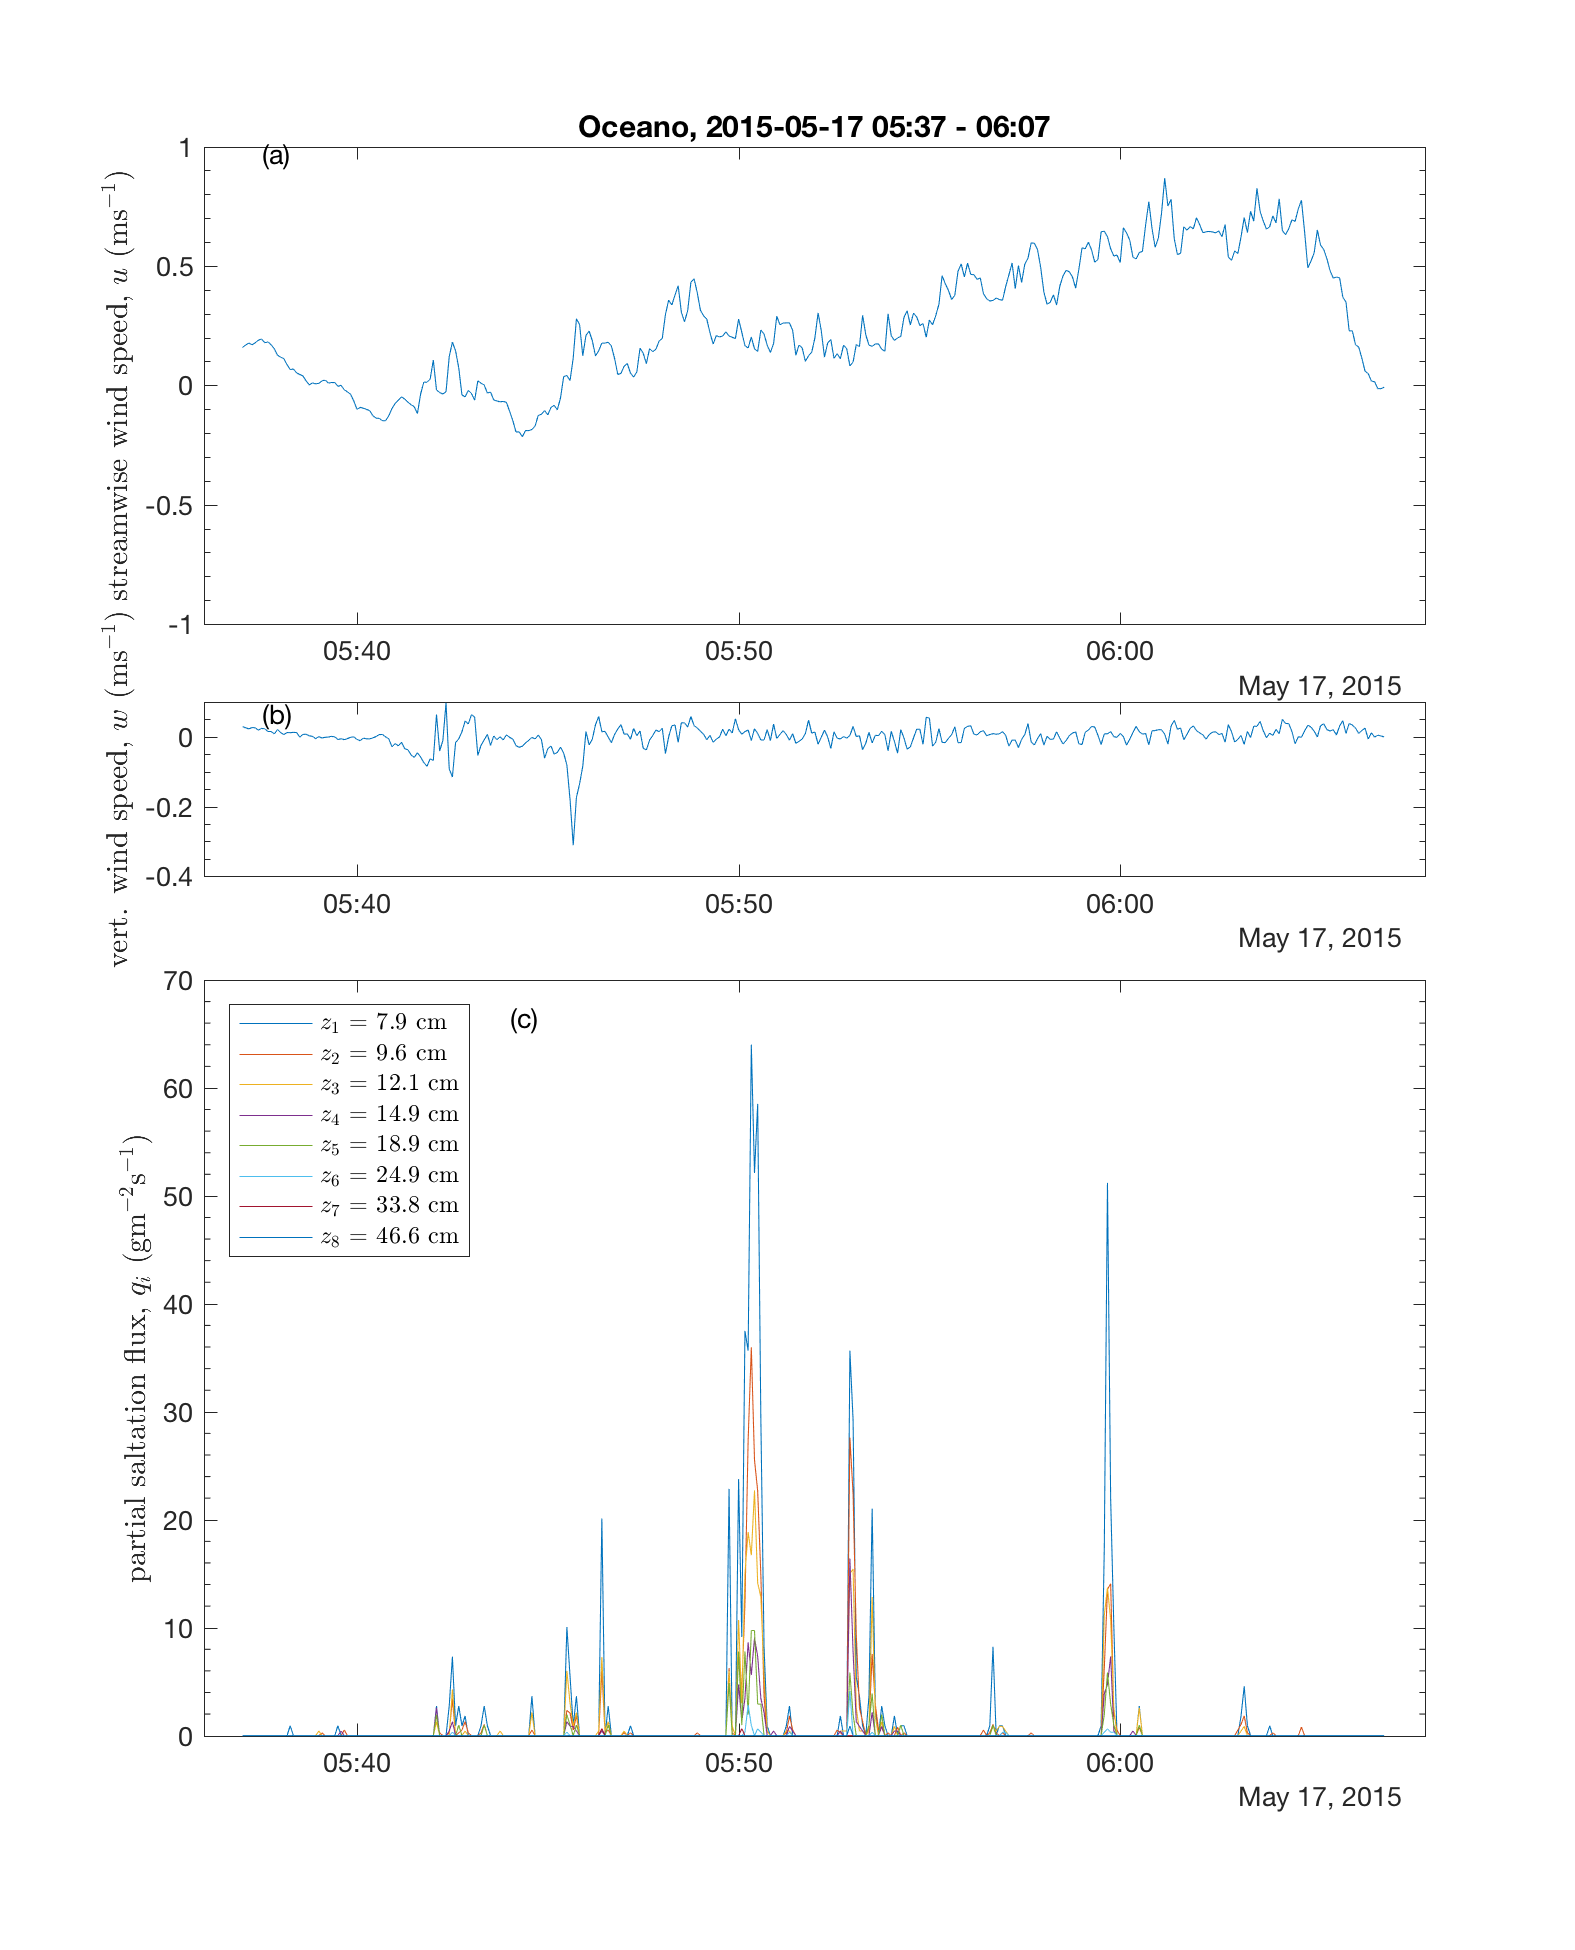 Oceano, 2015-05-17 05:37 - 06:07
(a)
streamwise wind speed, u (ms⁻¹)
1
0.5
0
-0.5
-1
05:40 05:50 06:00
May 17, 2015
(b)
vert. wind speed, w (ms⁻¹)
0
-0.2
-0.4
05:40 05:50 06:00
May 17, 2015
(c)
partial saltation flux, qᵢ (gm⁻²s⁻¹)
70
60
50
40
30
20
10
0
z₁ = 7.9 cm
z₂ = 9.6 cm
z₃ = 12.1 cm
z₄ = 14.9 cm
z₅ = 18.9 cm
z₆ = 24.9 cm
z₇ = 33.8 cm
z₈ = 46.6 cm
05:40 05:50 06:00
May 17, 2015